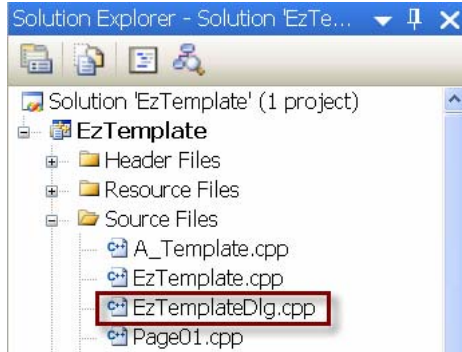 Solution Explorer - Solution 'EzTe...
Solution 'EzTemplate' (1 project)
EzTemplate
Header Files
Resource Files
Source Files
A_Template.cpp
EzTemplate.cpp
EzTemplateDlg.cpp
Page01.cpp